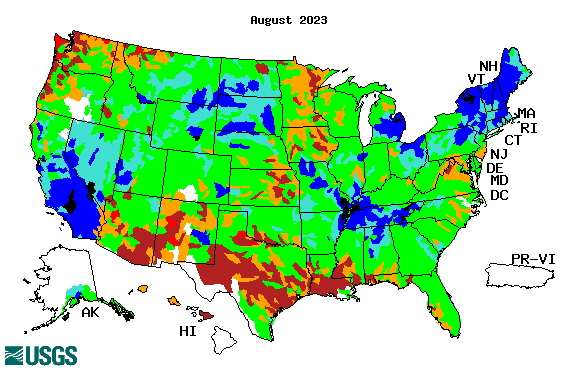 August 2023
NH
VT
MA
RI
CT
NJ
DE
MD
DC
PR-VI
AK
HI
USGS